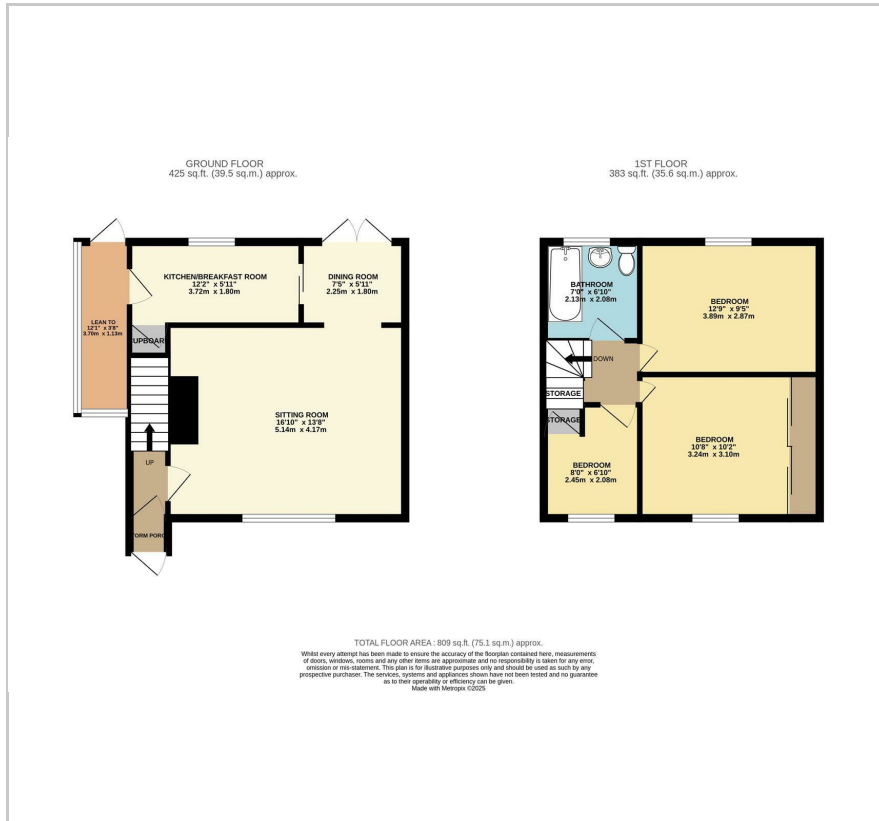 GROUND FLOOR
425 sq.ft. (39.5 sq.m.) approx.
KITCHEN/BREAKFAST ROOM
12'2" x 5'11"
3.72m x 1.80m
DINING ROOM
7'5" x 5'11"
2.25m x 1.80m
LEAN TO
12'1" x 3'8"
3.70m x 1.13m
UPBOAR
SITTING ROOM
16'10" x 13'8"
5.14m x 4.17m
UP
TORM PORC
1ST FLOOR
383 sq.ft. (35.6 sq.m.) approx.
BATHROOM
7'0" x 6'10"
2.13m x 2.08m
BEDROOM
12'9" x 9'5"
3.89m x 2.87m
DOWN
STORAGE
STORAGE
BEDROOM
8'0" x 6'10"
2.45m x 2.08m
BEDROOM
10'8" x 10'2"
3.24m x 3.10m
TOTAL FLOOR AREA : 809 sq.ft. (75.1 sq.m.) approx.
Whilst every attempt has been made to ensure the accuracy of the floorplan contained here, measurements
of doors, windows, rooms and any other items are approximate and no responsibility is taken for any error,
omission or mis-statement. This plan is for illustrative purposes only and should be used as such by any
prospective purchaser. The services, systems and appliances shown have not been tested and no guarantee
as to their operability or efficiency can be given.
Made with Metropix ©2025